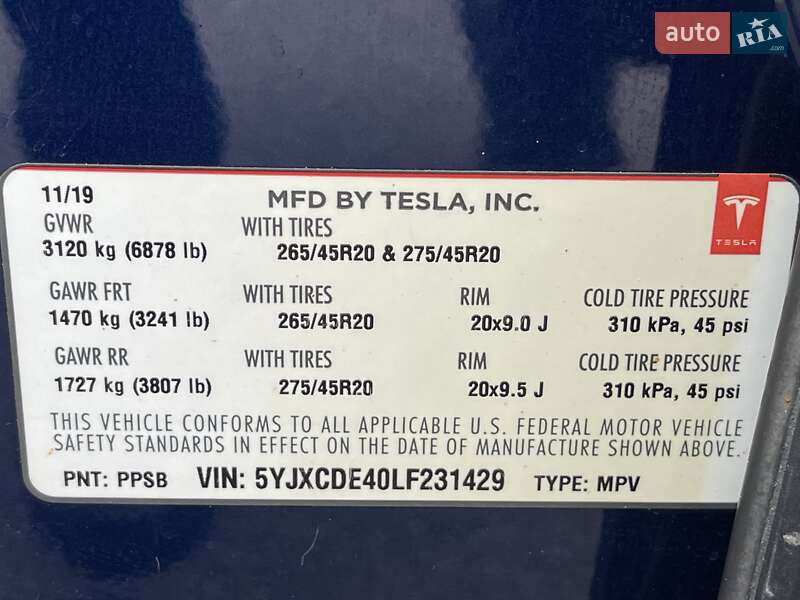 auto RIA.com
11/19 MFD BY TESLA, INC.
GVWR WITH TIRES
3120 kg (6878 lb) 265/45R20 & 275/45R20
TESLA
GAWR FRT WITH TIRES RIM COLD TIRE PRESSURE
1470 kg (3241 lb) 265/45R20 20x9.0 J 310 kPa, 45 psi
GAWR RR WITH TIRES RIM COLD TIRE PRESSURE
1727 kg (3807 lb) 275/45R20 20x9.5 J 310 kPa, 45 psi
THIS VEHICLE CONFORMS TO ALL APPLICABLE U.S. FEDERAL MOTOR VEHICLE
SAFETY STANDARDS IN EFFECT ON THE DATE OF MANUFACTURE SHOWN ABOVE.
PNT: PPSB VIN: 5YJXCDE40LF231429 TYPE: MPV